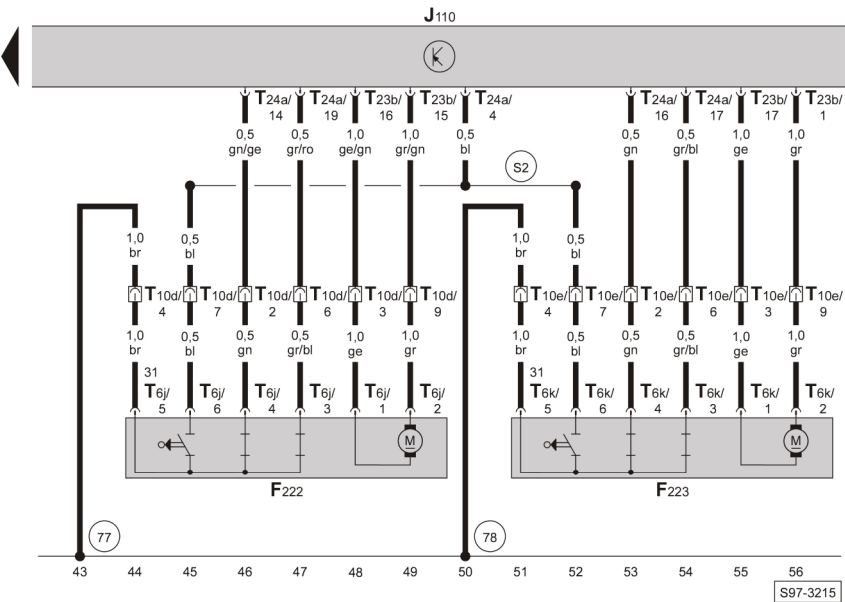 J110
T24a/ T24a/ T23b/ T23b/ T24a/ T24a/ T24a/ T23b/ T23b/
14 19 16 15 4 16 17 17 1
0,5 0,5 1,0 1,0 0,5 0,5 0,5 1,0 1,0
gn/ge gr/ro ge/gn gr/gn bl gn gr/bl ge gr
S2
1,0 0,5 1,0 0,5
br bl br bl
T10d/ T10d/ T10d/ T10d/ T10d/ T10d/ T10e/ T10e/ T10e/ T10e/ T10e/ T10e/
4 7 2 6 3 9 4 7 2 6 3 9
1,0 0,5 0,5 0,5 1,0 1,0 1,0 0,5 0,5 0,5 1,0 1,0
br bl gn gr/bl ge gr br bl gn gr/bl ge gr
31 31
T6j/ T6j/ T6j/ T6j/ T6j/ T6j/ T6k/ T6k/ T6k/ T6k/ T6k/ T6k/
5 6 4 3 1 2 5 6 4 3 1 2
M M
F222 F223
77 78
43 44 45 46 47 48 49 50 51 52 53 54 55 56
S97-3215